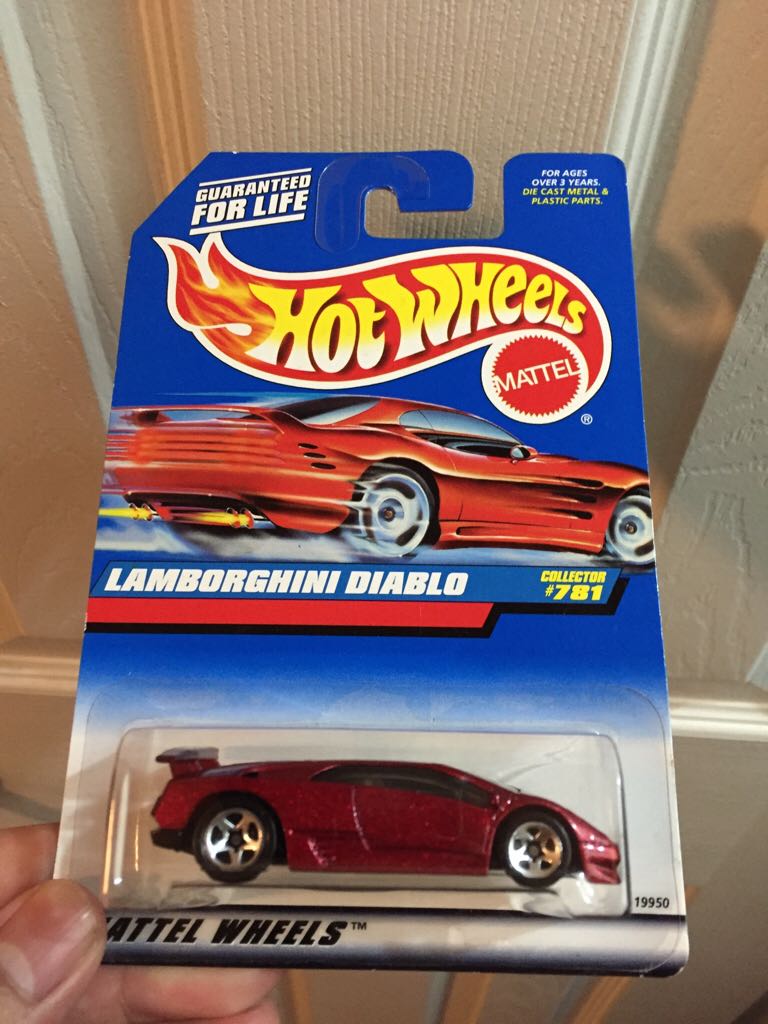 GUARANTEED
FOR LIFE
FOR AGES
OVER 3 YEARS.
DIE CAST METAL &
PLASTIC PARTS.
HOT WHEELS
MATTEL
®
LAMBORGHINI DIABLO
COLLECTOR
#781
19950
ATTEL WHEELS™